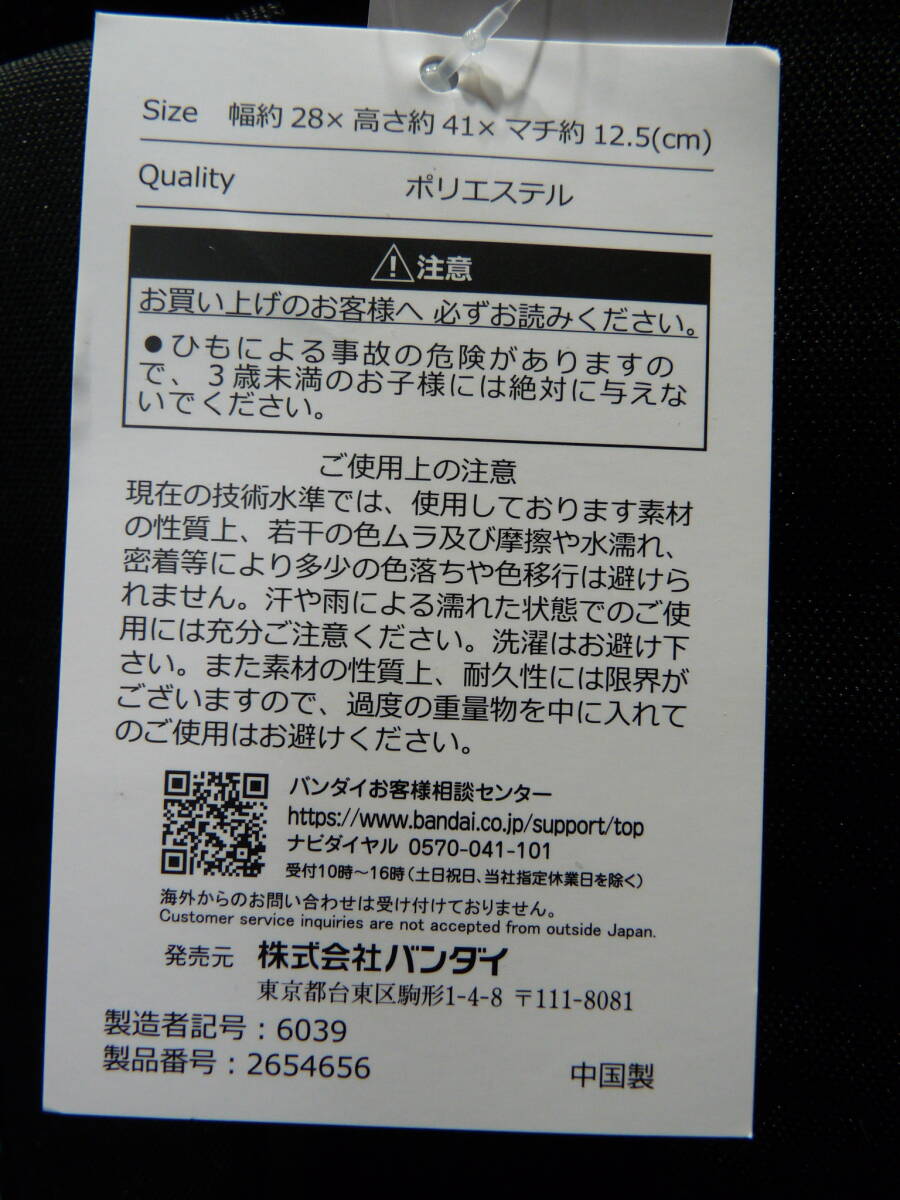 Size 幅約 28× 高さ約 41× マチ約 12.5(cm)
Quality ポリエステル
注意
お買い上げのお客様へ 必ずお読みください。
●ひもによる事故の危険がありますの
で、３歳未満のお子様には絶対に与えな
いでください。
ご使用上の注意
現在の技術水準では、使用しております素材
の性質上、若干の色ムラ及び摩擦や水濡れ、
密着等により多少の色落ちや色移行は避けら
れません。汗や雨による濡れた状態でのご使
用には充分ご注意ください。洗濯はお避け下
さい。また素材の性質上、耐久性には限界が
ございますので、過度の重量物を中に入れて
のご使用はお避けください。
バンダイお客様相談センター
https://www.bandai.co.jp/support/top
ナビダイヤル 0570-041-101
受付10時～16時(土日祝日、当社指定休業日を除く)
海外からのお問い合わせは受け付けておりません。
Customer service inquiries are not accepted from outside Japan.
発売元 株式会社バンダイ
東京都台東区駒形1-4-8 〒111-8081
製造者記号：6039
製品番号：2654656
中国製